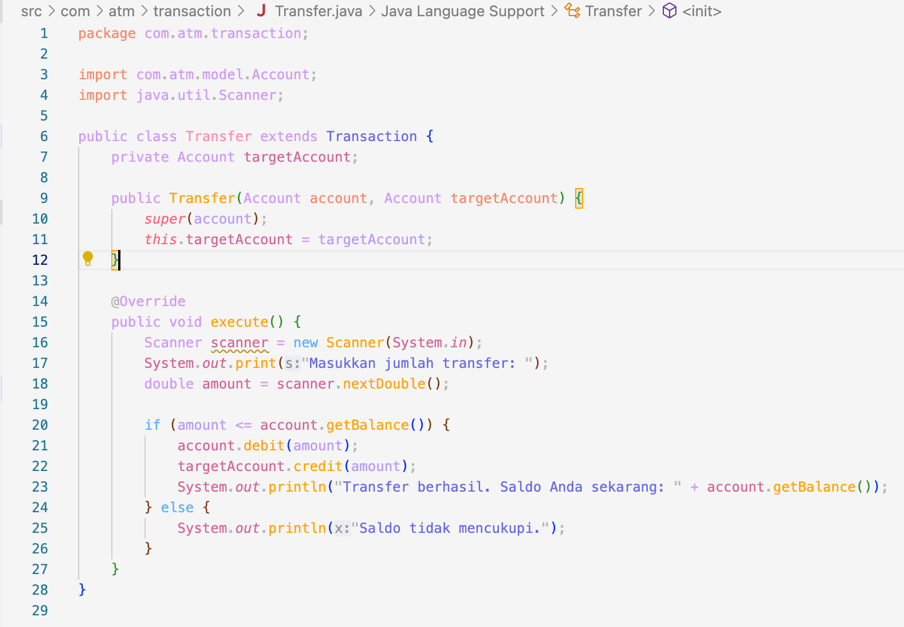 src > com > atm > transaction > J Transfer.java > Java Language Support > Transfer > <init>
1 package com.atm.transaction;
2
3 import com.atm.model.Account;
4 import java.util.Scanner;
5
6 public class Transfer extends Transaction {
7     private Account targetAccount;
8
9     public Transfer(Account account, Account targetAccount) {
10         super(account);
11         this.targetAccount = targetAccount;
12     }
13
14     @Override
15     public void execute() {
16         Scanner scanner = new Scanner(System.in);
17         System.out.print(s:"Masukkan jumlah transfer: ");
18         double amount = scanner.nextDouble();
19
20         if (amount <= account.getBalance()) {
21             account.debit(amount);
22             targetAccount.credit(amount);
23             System.out.println("Transfer berhasil. Saldo Anda sekarang: " + account.getBalance());
24         } else {
25             System.out.println(x:"Saldo tidak mencukupi.");
26         }
27     }
28 }
29